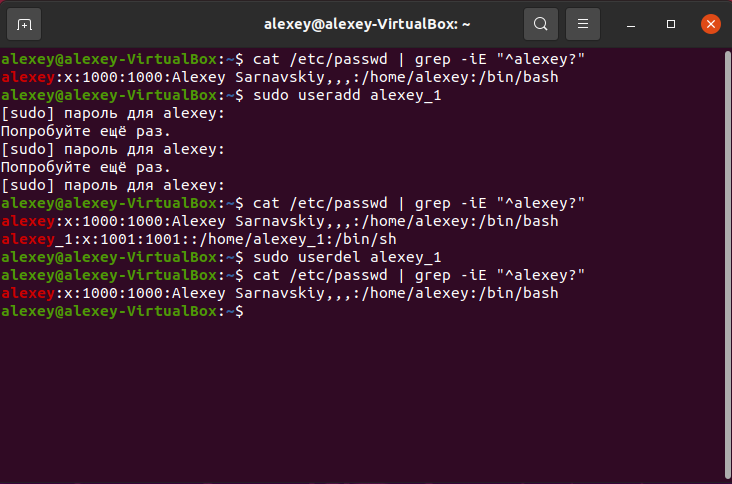 alexey@alexey-VirtualBox: ~
alexey@alexey-VirtualBox:~$ cat /etc/passwd | grep -iE "^alexey?"
alexey:x:1000:1000:Alexey Sarnavskiy,,,:/home/alexey:/bin/bash
alexey@alexey-VirtualBox:~$ sudo useradd alexey_1
[sudo] пароль для alexey:
Попробуйте ещё раз.
[sudo] пароль для alexey:
Попробуйте ещё раз.
[sudo] пароль для alexey:
alexey@alexey-VirtualBox:~$ cat /etc/passwd | grep -iE "^alexey?"
alexey:x:1000:1000:Alexey Sarnavskiy,,,:/home/alexey:/bin/bash
alexey_1:x:1001:1001::/home/alexey_1:/bin/sh
alexey@alexey-VirtualBox:~$ sudo userdel alexey_1
alexey@alexey-VirtualBox:~$ cat /etc/passwd | grep -iE "^alexey?"
alexey:x:1000:1000:Alexey Sarnavskiy,,,:/home/alexey:/bin/bash
alexey@alexey-VirtualBox:~$